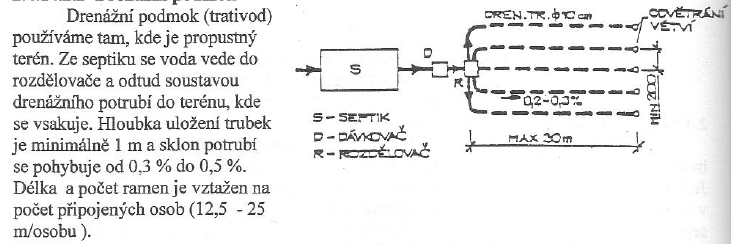 Drenážní podmok (trativod)
používáme tam, kde je propustný
terén. Ze septiku se voda vede do
rozdělovače a odtud soustavou
drenážního potrubí do terénu, kde
se vsakuje. Hloubka uložení trubek
je minimálně 1 m a sklon potrubí
se pohybuje od 0,3 % do 0,5 %.
Délka a počet ramen je vztažen na
počet připojených osob (12,5 - 25
m/osobu ).
DREN. TR. ϕ 10 cm
ODVĚTRÁNÍ
VĚTVÍ
S
D
R
0,2-0,3%
MIN 200
MAX 30m
S - SEPTIK
D - DÁVKOVAČ
R - ROZDĚLOVAČ